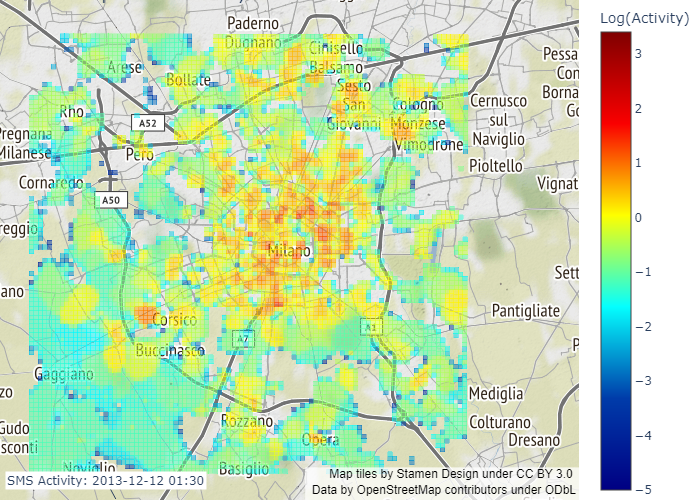 Log(Activity)
Paderno
Dugnano
Cinisello
Balsamo
Arese
Bollate
Sesto
San
Giovanni
Cologno
Monzese
Vimodrone
Cernusco
sul
Naviglio
Pioltello
Pessa
Con
Borna
Go
Rho
A52
Pregnana
Milanese
Pero
Cornaredo
A50
Vignat
reggio
Milano
Sett
ano
Corsico
Pantigliate
A7
A1
Buccinasco
P
Gaggiano
zo
Mediglia
Rozzano
Colturano
Dresano
Gudo
sconti
Opera
Noviglio
Basiglio
SMS Activity: 2013-12-12 01:30
Map tiles by Stamen Design under CC BY 3.0
Data by OpenStreetMap contributors under ODbL
3
2
1
0
−1
−2
−3
−4
−5